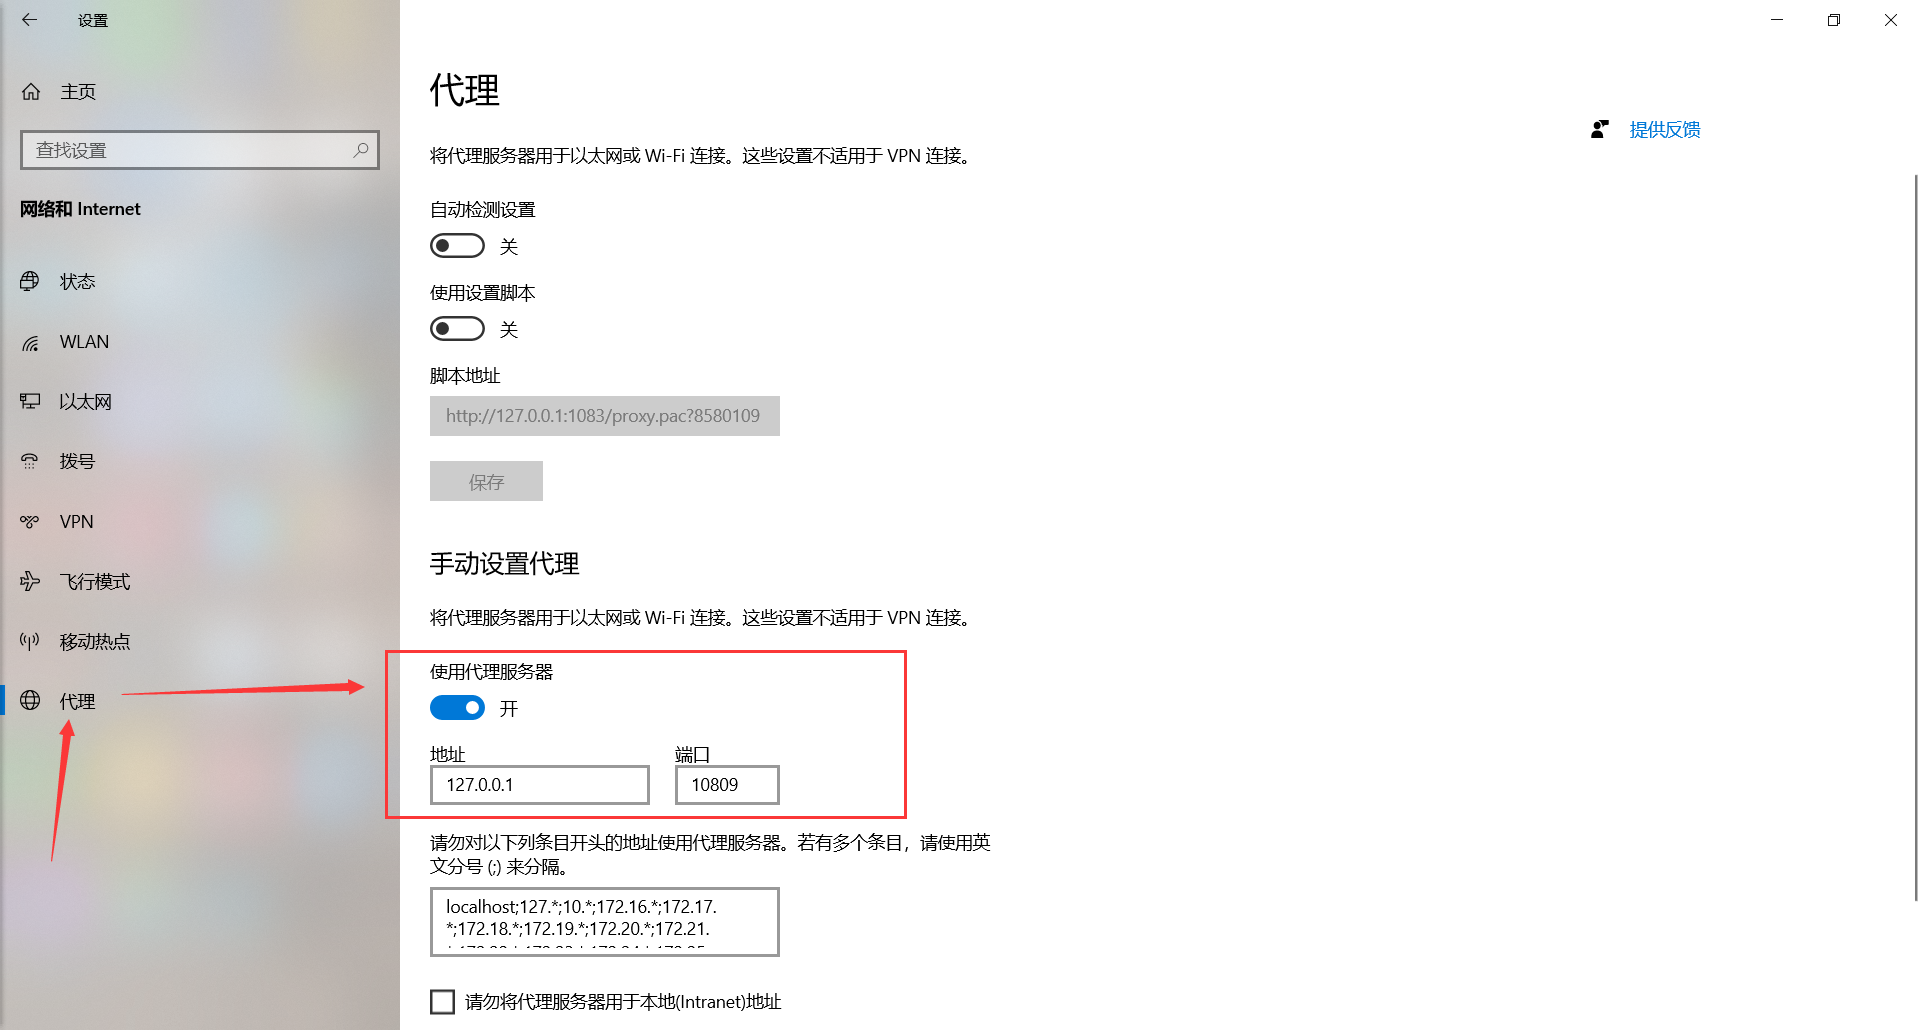 设置
主页
查找设置
网络和 Internet
状态
WLAN
以太网
拨号
VPN
飞行模式
移动热点
代理
代理
将代理服务器用于以太网或 Wi-Fi 连接。这些设置不适用于 VPN 连接。
自动检测设置
关
使用设置脚本
关
脚本地址
http://127.0.0.1:1083/proxy.pac?8580109
保存
手动设置代理
将代理服务器用于以太网或 Wi-Fi 连接。这些设置不适用于 VPN 连接。
使用代理服务器
开
地址 端口
127.0.0.1 10809
请勿对以下列条目开头的地址使用代理服务器。若有多个条目，请使用英
文分号 (;) 来分隔。
localhost;127.*;10.*;172.16.*;172.17.
*;172.18.*;172.19.*;172.20.*;172.21.
请勿将代理服务器用于本地(Intranet)地址
提供反馈